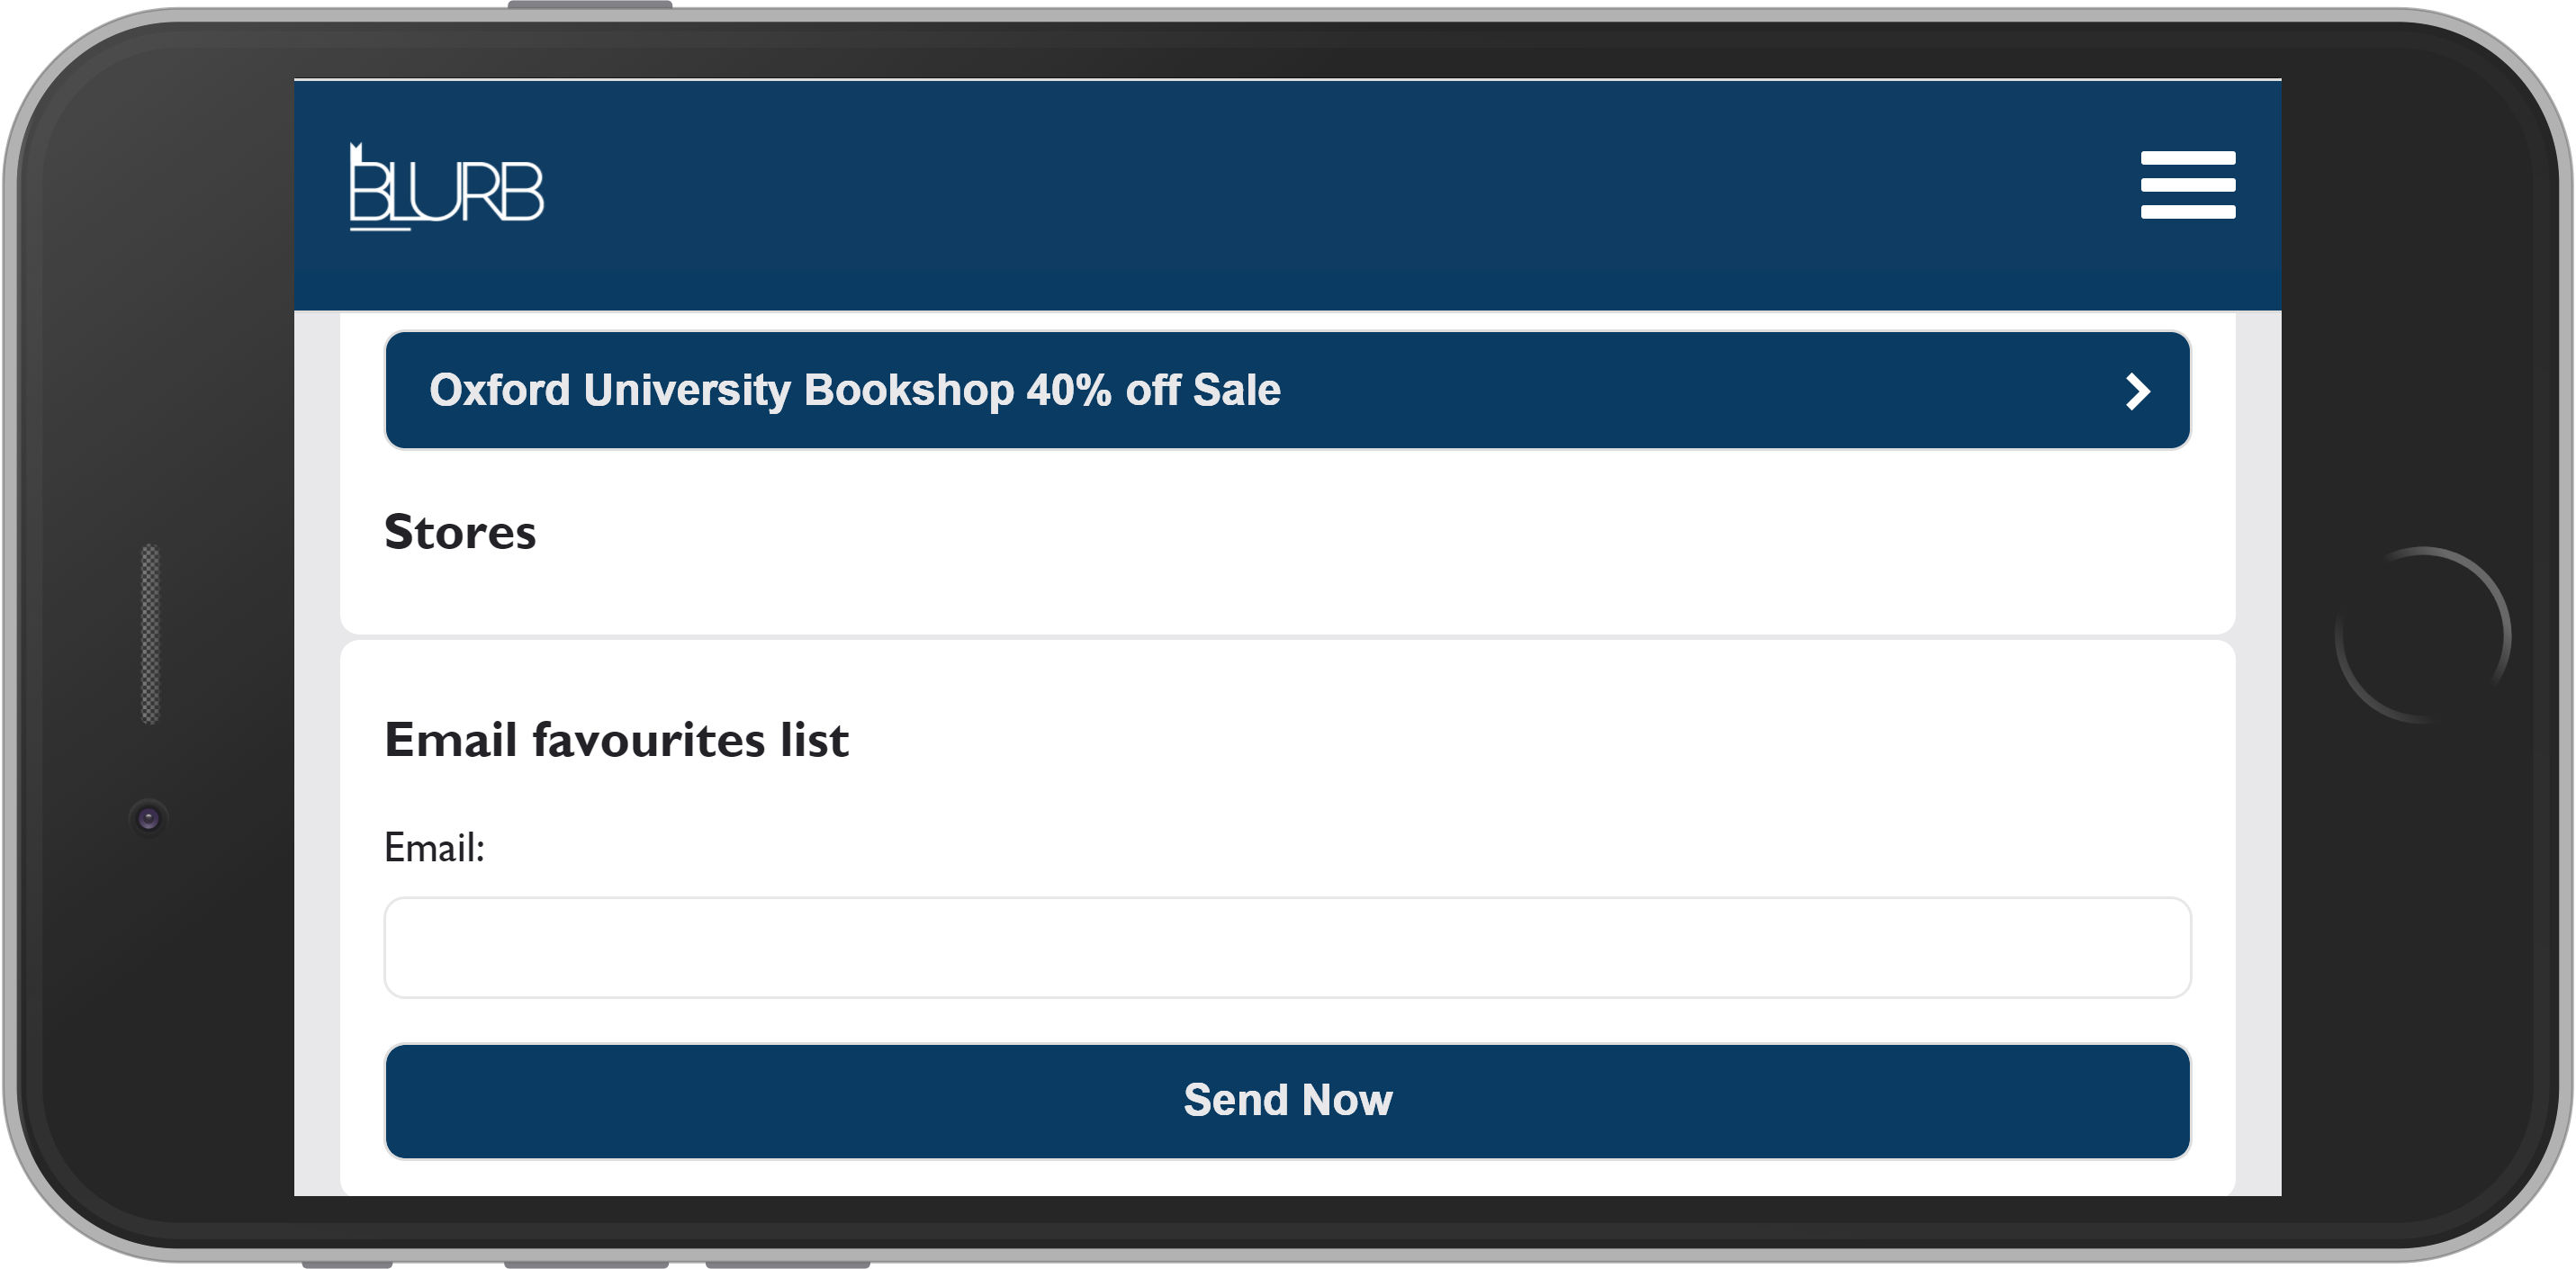 BLURB
Oxford University Bookshop 40% off Sale
Stores
Email favourites list
Email:
Send Now